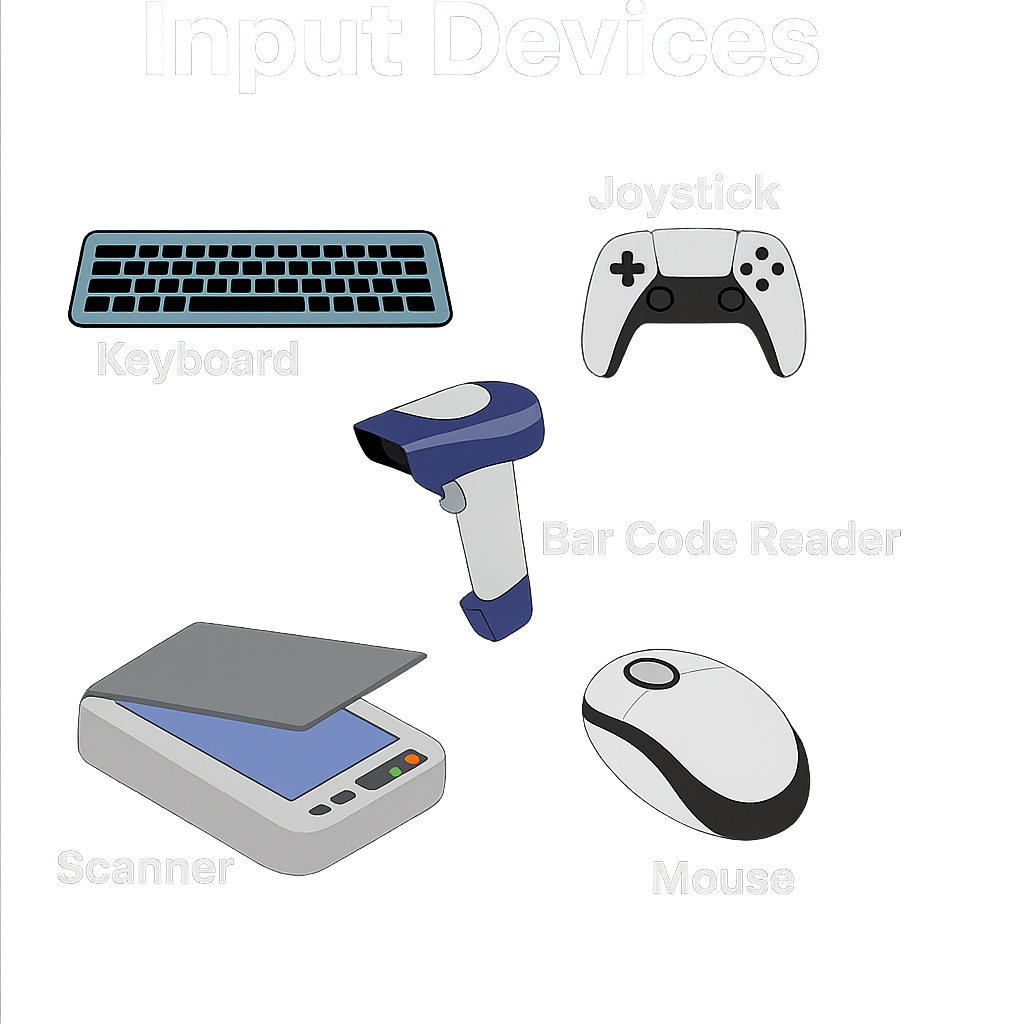 Input Devices
Joystick
Keyboard
Bar Code Reader
Scanner
Mouse